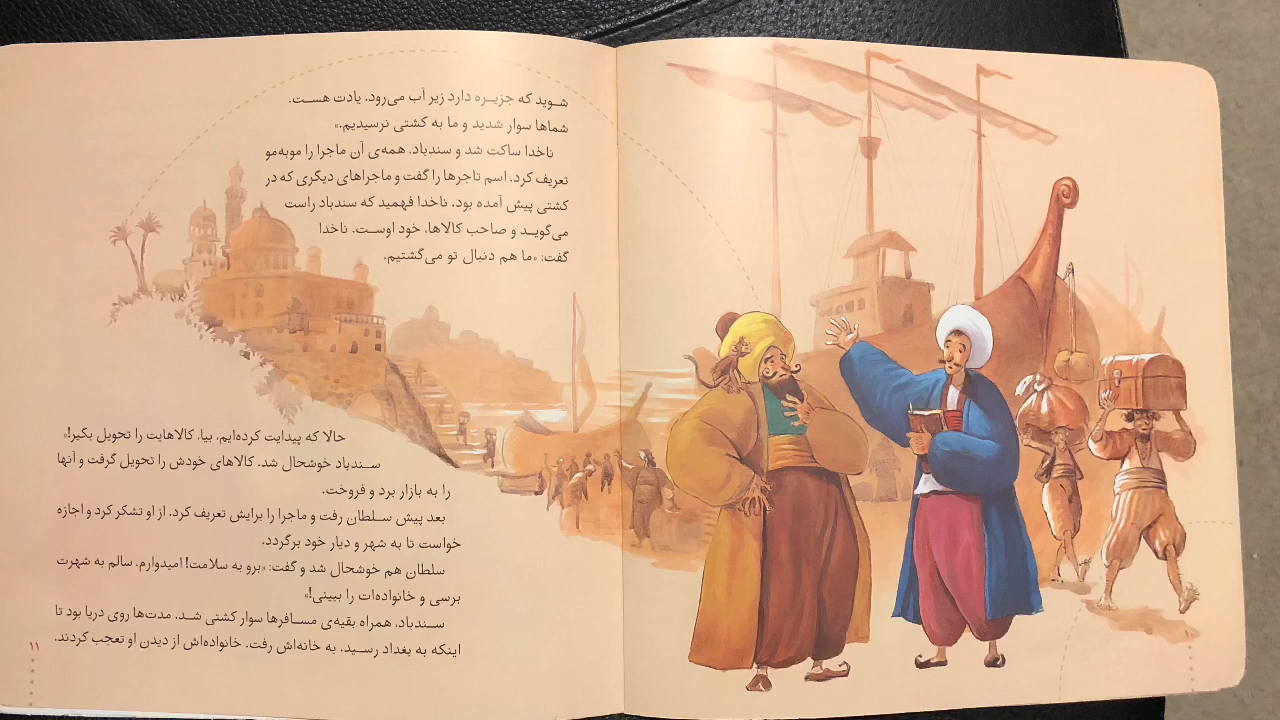 شوید که جزیره دارد زیر آب می‌رود. یادت هست.
شماها سوار شدید و ما به کشتی نرسیدیم.»
ناخدا ساکت شد و سندباد، همه‌ی آن ماجرا را موبه‌مو
تعریف کرد. اسم تاجرها را گفت و ماجراهای دیگری که در
کشتی پیش آمده بود. ناخدا فهمید که سندباد راست
می‌گوید و صاحب کالاها، خود اوست. ناخدا
گفت: «ما هم دنبال تو می‌گشتیم.
حالا که پیدایت کرده‌ایم، بیا، کالاهایت را تحویل بگیر!»
سندباد خوشحال شد. کالاهای خودش را تحویل گرفت و آنها
را به بازار برد و فروخت.
بعد پیش سلطان رفت و ماجرا را برایش تعریف کرد. از او تشکر کرد و اجازه
خواست تا به شهر و دیار خود برگردد.
سلطان هم خوشحال شد و گفت: «برو به سلامت! امیدوارم. سالم به شهرت
برسی و خانواده‌ات را ببینی!»
سندباد، همراه بقیه‌ی مسافرها سوار کشتی شد. مدت‌ها روی دریا بود تا
اینکه به بغداد رسید. به خانه‌اش رفت. خانواده‌اش از دیدن او تعجب کردند.
۱۱